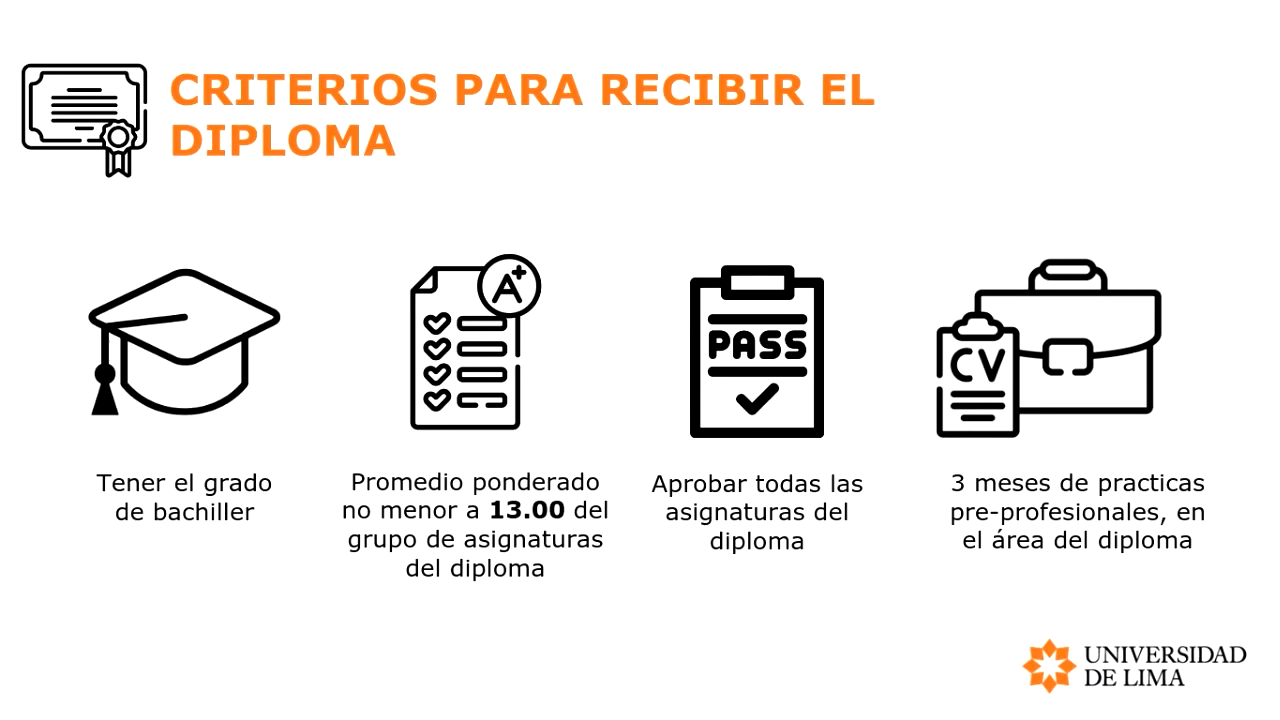 CRITERIOS PARA RECIBIR EL
DIPLOMA
A+
PASS
CV
Tener el grado
de bachiller
Promedio ponderado
no menor a 13.00 del
grupo de asignaturas
del diploma
Aprobar todas las
asignaturas del
diploma
3 meses de practicas
pre-profesionales, en
el área del diploma
UNIVERSIDAD
DE LIMA